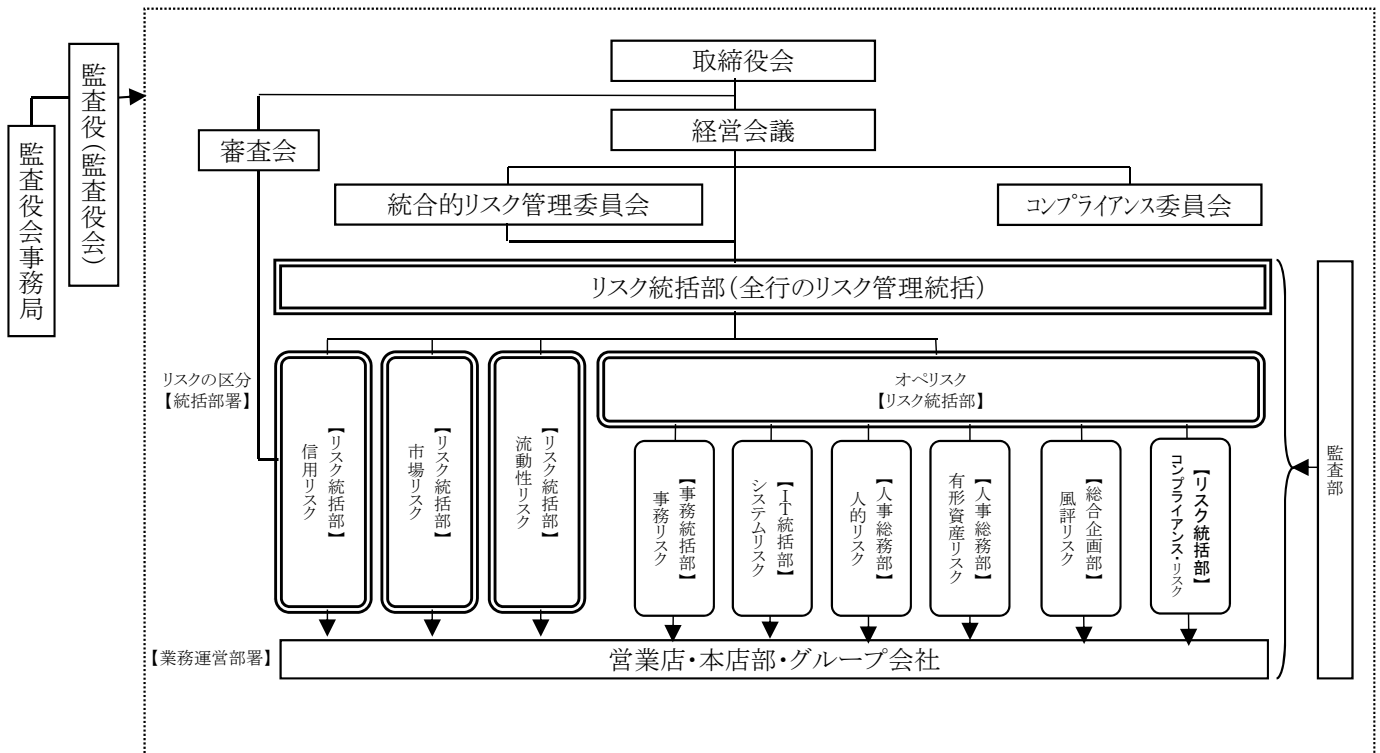 取締役会
経営会議
審査会
統合的リスク管理委員会
コンプライアンス委員会
監査役(監査役会)
監査役会事務局
リスク統括部(全行のリスク管理統括)
リスクの区分
【統括部署】
オペリスク
【リスク統括部】
信用リスク
【リスク統括部】
市場リスク
【リスク統括部】
流動性リスク
【リスク統括部】
事務リスク
【事務統括部】
システムリスク
【IT統括部】
人的リスク
【人事総務部】
有形資産リスク
【人事総務部】
風評リスク
【総合企画部】
コンプライアンス・リスク
【リスク統括部】
監査部
【業務運営部署】
営業店・本店部・グループ会社